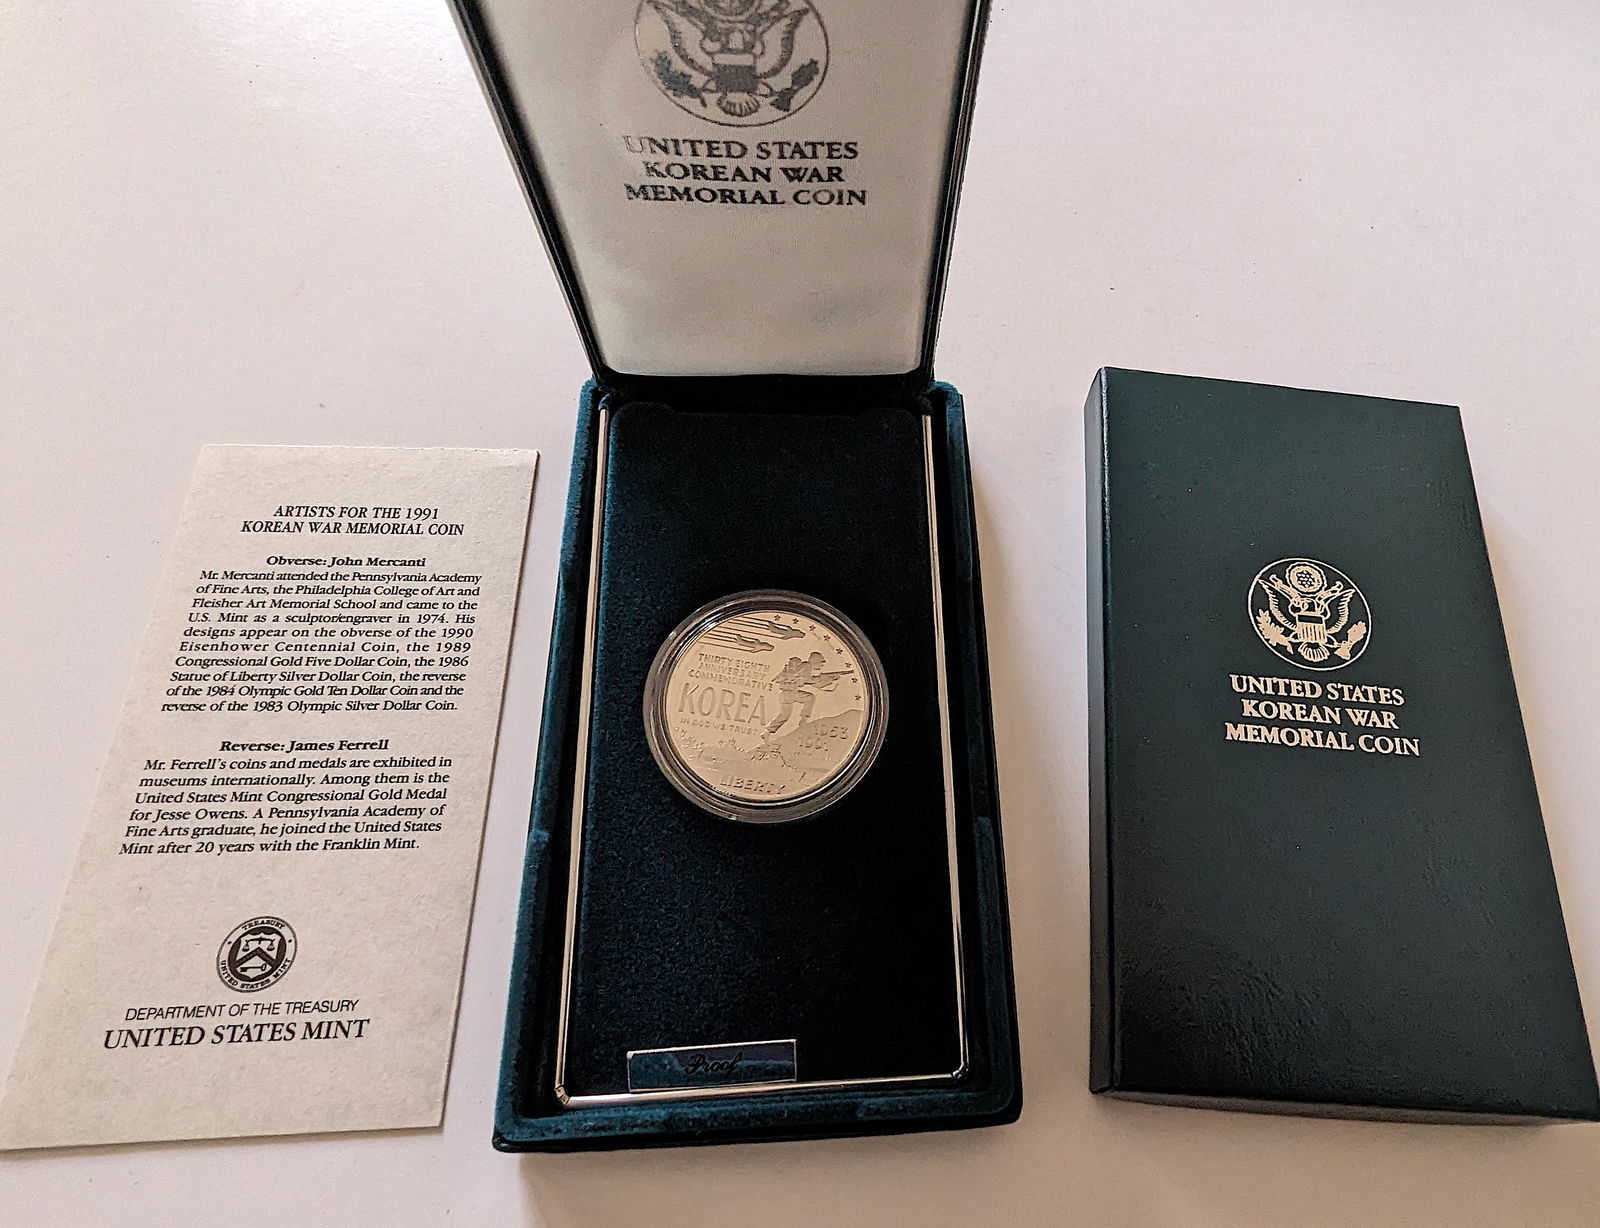 UNITED STATES
KOREAN WAR
MEMORIAL COIN
ARTISTS FOR THE 1991
KOREAN WAR MEMORIAL COIN
Obverse: John Mercanti
Mr. Mercanti attended the Pennsylvania Academy
of Fine Arts, the Philadelphia College of Art and
Fleisher Art Memorial School and came to the
U.S. Mint as a sculptor/engraver in 1974. His
designs appear on the obverse of the 1990
Eisenhower Centennial Coin, the 1989
Congressional Gold Five Dollar Coin, the 1986
Statue of Liberty Silver Dollar Coin, the reverse
of the 1984 Olympic Gold Ten Dollar Coin and the
reverse of the 1983 Olympic Silver Dollar Coin.
Reverse: James Ferrell
Mr. Ferrell's coins and medals are exhibited in
museums internationally. Among them is the
United States Mint Congressional Gold Medal
for Jesse Owens. A Pennsylvania Academy of
Fine Arts graduate, he joined the United States
Mint after 20 years with the Franklin Mint.
TREASURY
UNITED STATES MINT
DEPARTMENT OF THE TREASURY
UNITED STATES MINT
THIRTY EIGHTH
ANNIVERSARY
COMMEMORATIVE
KOREA
IN GOD WE TRUST
1953
1991
LIBERTY
Proof
UNITED STATES
KOREAN WAR
MEMORIAL COIN